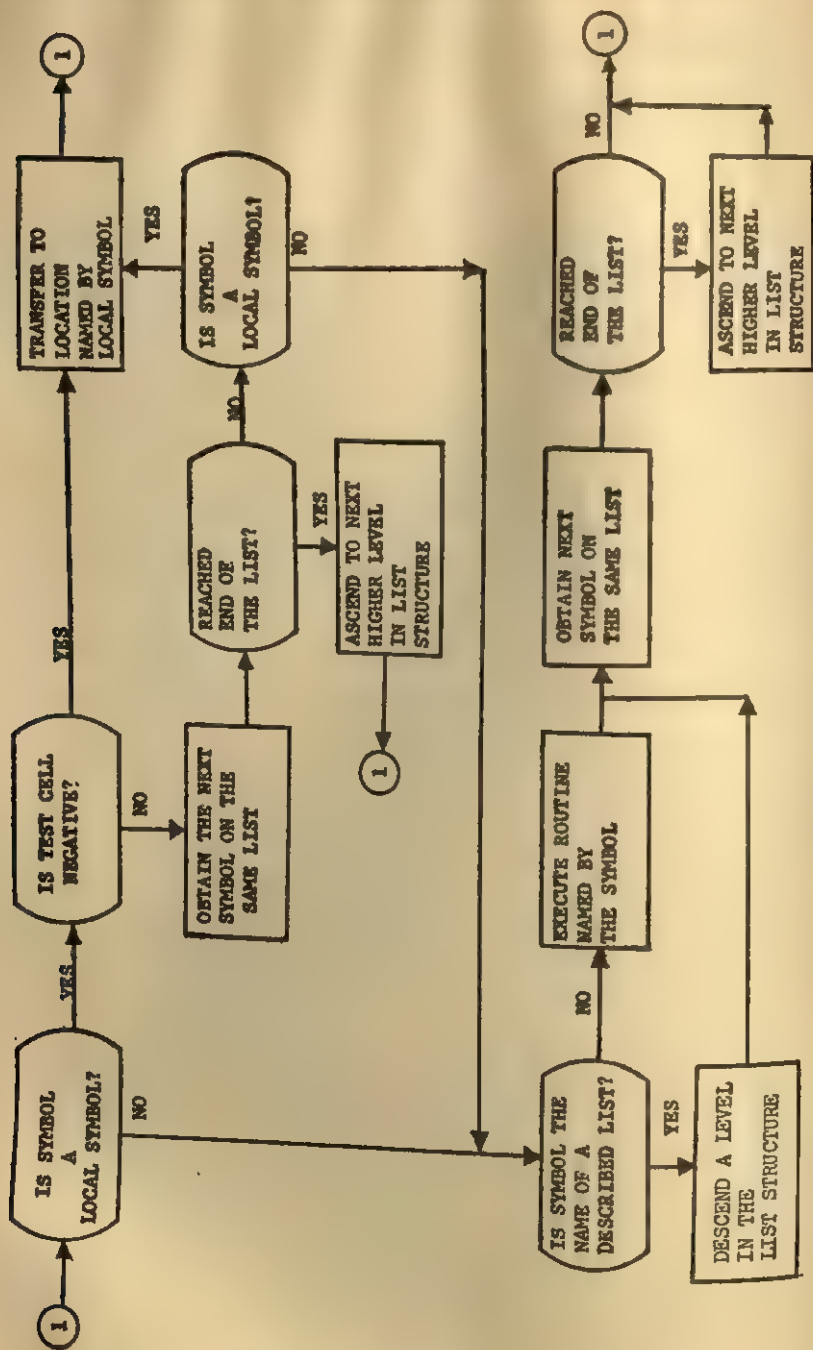 1
IS SYMBOL
A
LOCAL SYMBOL?
YES
NO
IS TEST CELL
NEGATIVE?
YES
NO
TRANSFER TO
LOCATION
NAMED BY
LOCAL SYMBOL
1
OBTAIN THE NEXT
SYMBOL ON THE
SAME LIST
REACHED
END OF
THE LIST?
NO
YES
IS SYMBOL
A
LOCAL SYMBOL?
YES
NO
ASCEND TO NEXT
HIGHER LEVEL
IN LIST
STRUCTURE
1
IS SYMBOL THE
NAME OF A
DESCRIBED LIST?
NO
YES
EXECUTE ROUTINE
NAMED BY
THE SYMBOL
OBTAIN NEXT
SYMBOL ON
THE SAME LIST
REACHED
END OF
THE LIST?
NO
YES
1
DESCEND A LEVEL
IN THE
LIST STRUCTURE
ASCEND TO NEXT
HIGHER LEVEL
IN LIST
STRUCTURE